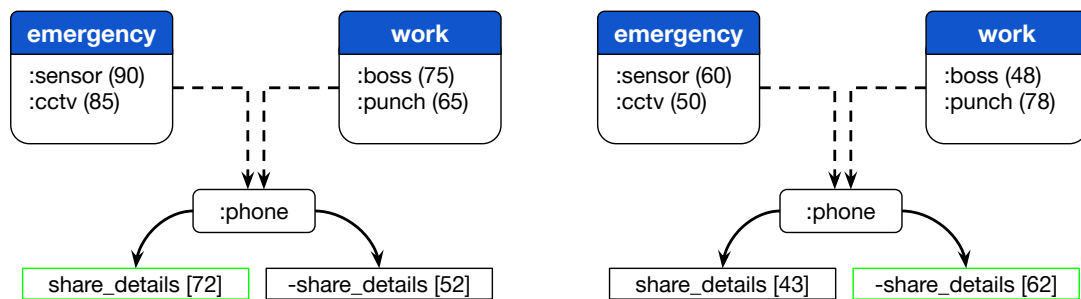 emergency
:sensor (90)
:cctv (85)
work
:boss (75)
:punch (65)
:phone
share_details [72]
-share_details [52]
emergency
:sensor (60)
:cctv (50)
work
:boss (48)
:punch (78)
:phone
share_details [43]
-share_details [62]